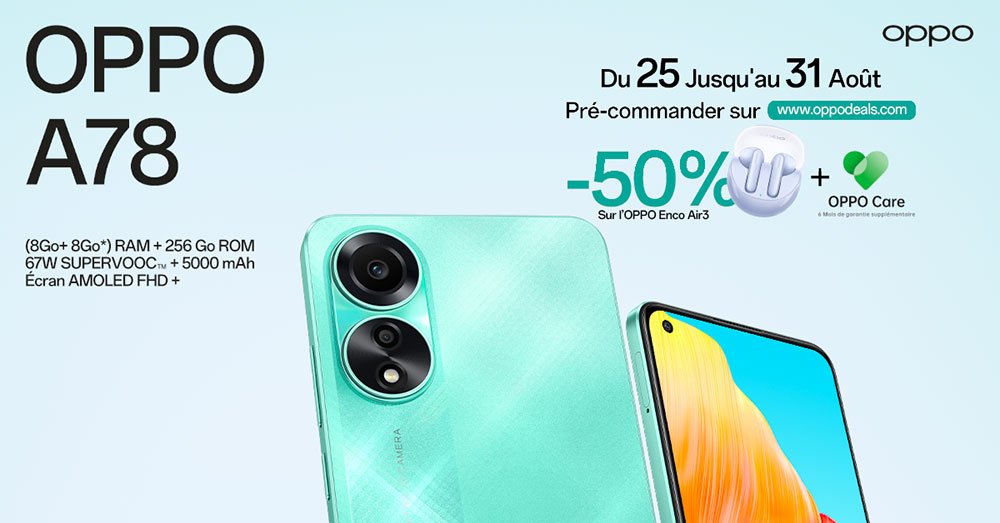 OPPO
A78
(8Go+ 8Go*) RAM + 256 Go ROM
67W SUPERVOOC™ + 5000 mAh
Écran AMOLED FHD +
oppo
Du 25 Jusqu'au 31 Août
Pré-commander sur www.oppodeals.com
-50% +
Sur l'OPPO Enco Air3
OPPO Care
6 Mois de garantie supplémentaire
CAMERA